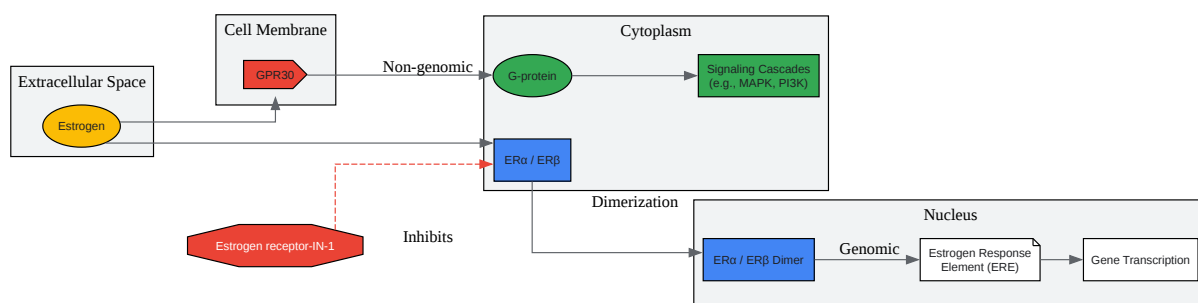 Extracellular Space
Estrogen
Cell Membrane
GPR30
Non-genomic
Cytoplasm
G-protein
Signaling Cascades
(e.g., MAPK, PI3K)
ERα / ERβ
Estrogen receptor-IN-1
Inhibits
Dimerization
Nucleus
ERα / ERβ Dimer
Genomic
Estrogen Response
Element (ERE)
Gene Transcription